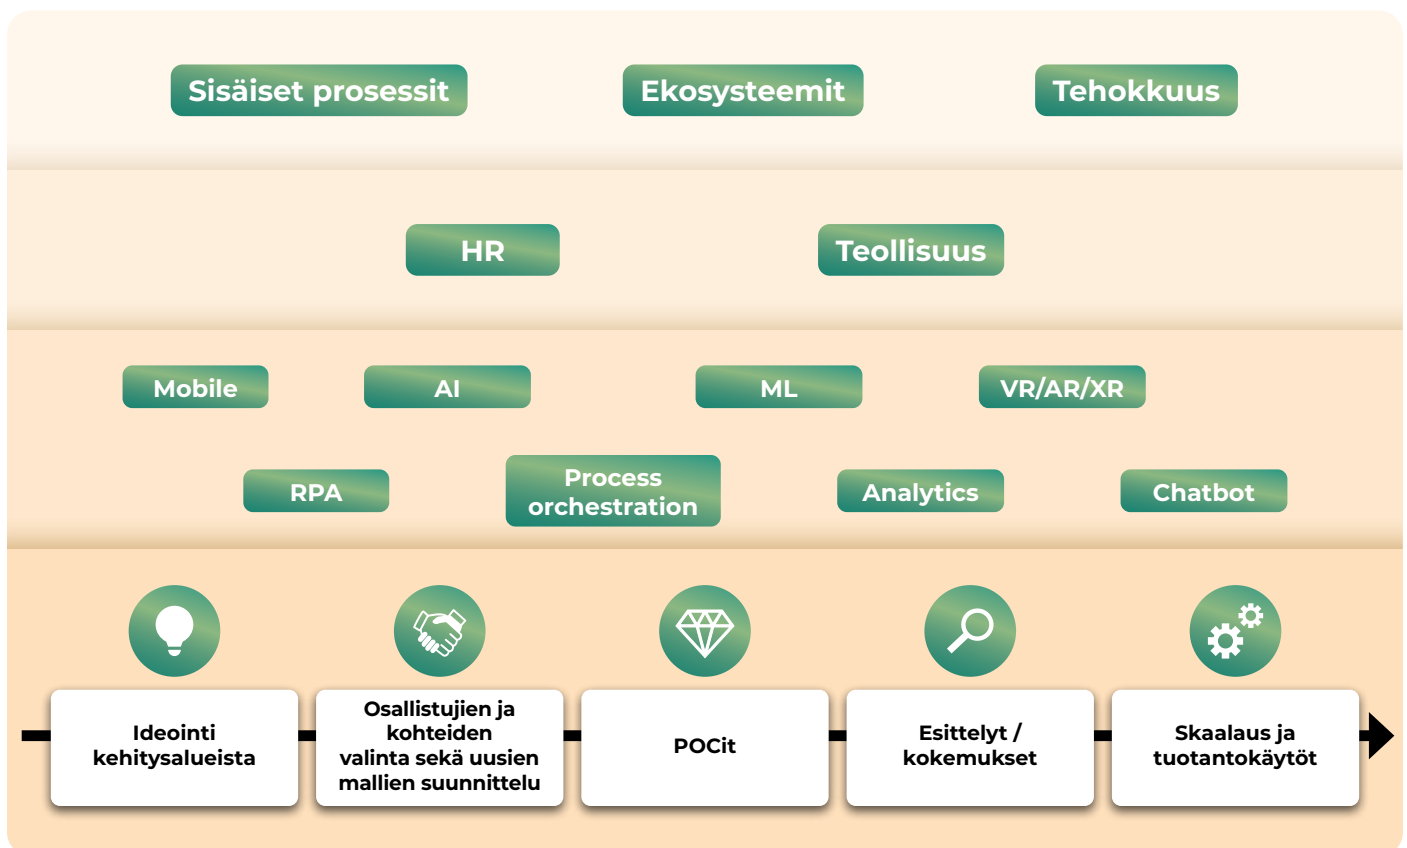 Sisäiset prosessit
Ekosysteemit
Tehokkuus
HR
Teollisuus
Mobile
AI
ML
VR/AR/XR
RPA
Process
orchestration
Analytics
Chatbot
Ideointi
kehitysalueista
Osallistujien ja
kohteiden
valinta sekä uusien
mallien suunnittelu
POCit
Esittelyt /
kokemukset
Skaalaus ja
tuotantokäytöt